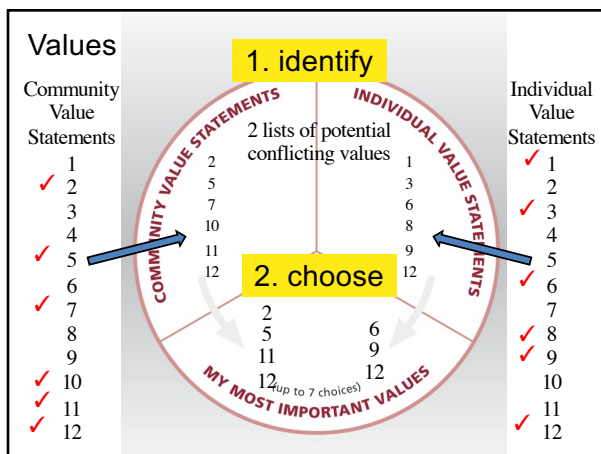 Values
Community
Value
Statements
1
2
3
4
5
6
7
8
9
10
11
12
1. identify
COMMUNITY VALUE STATEMENTS
INDIVIDUAL VALUE STATEMENTS
2 lists of potential
conflicting values
2
5
7
10
11
12
1
3
6
8
9
12
2. choose
2
5
11
12
6
9
12
(up to 7 choices)
MY MOST IMPORTANT VALUES
Individual
Value
Statements
1
2
3
4
5
6
7
8
9
10
11
12